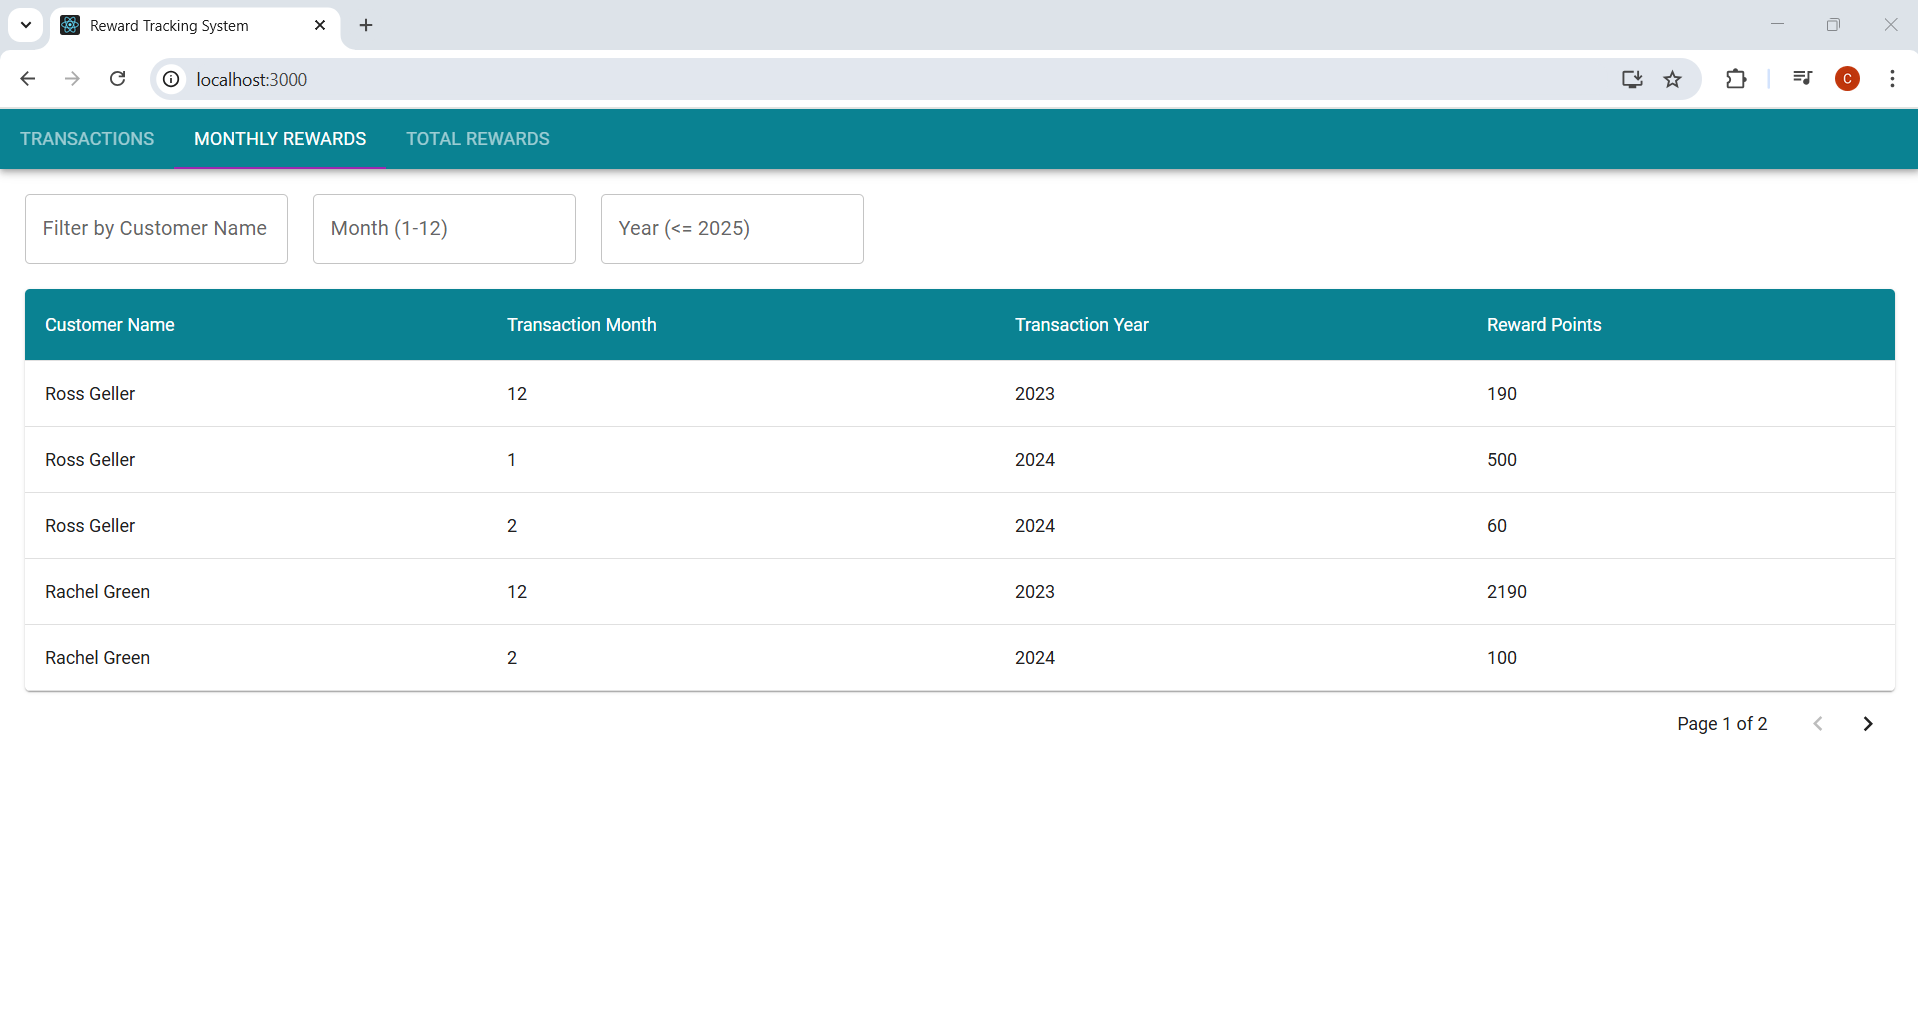 Reward Tracking System
localhost:3000
C
TRANSACTIONS MONTHLY REWARDS TOTAL REWARDS
Filter by Customer Name Month (1-12) Year (<= 2025)
Customer Name Transaction Month Transaction Year Reward Points
Ross Geller 12 2023 190
Ross Geller 1 2024 500
Ross Geller 2 2024 60
Rachel Green 12 2023 2190
Rachel Green 2 2024 100
Page 1 of 2